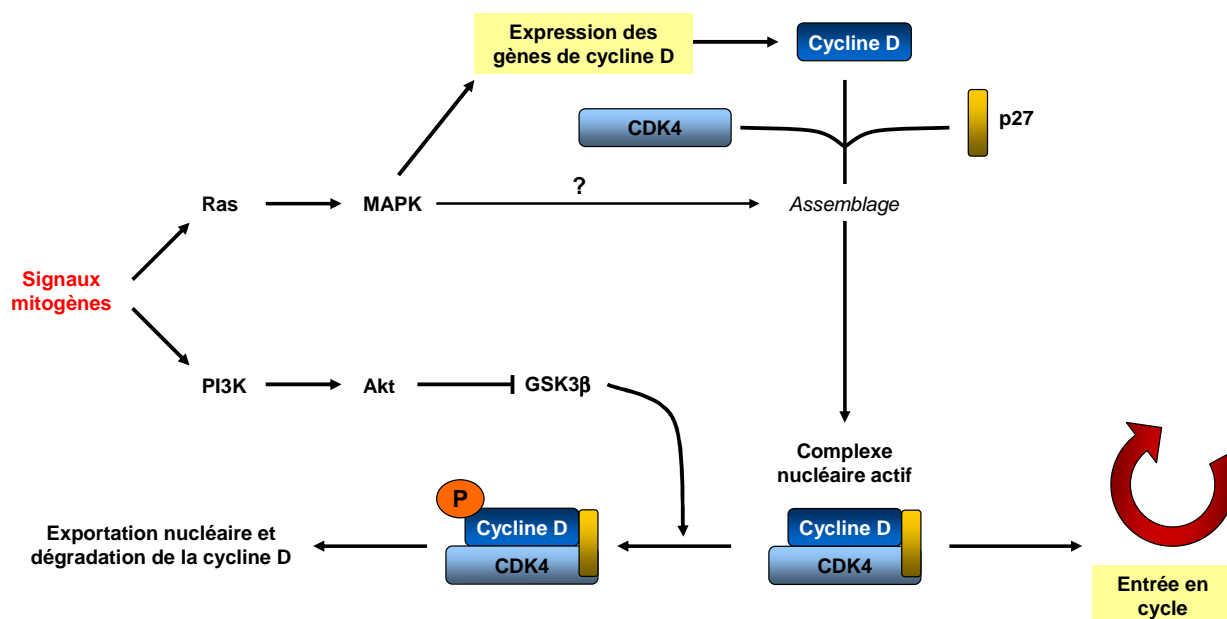 Expression des
gènes de cycline D
Cycline D
CDK4
p27
?
Ras
MAPK
Assemblage
Signaux
mitogènes
PI3K
Akt
GSK3β
Complexe
nucléaire actif
P
Cycline D
CDK4
Cycline D
CDK4
Exportation nucléaire et
dégradation de la cycline D
Entrée en
cycle